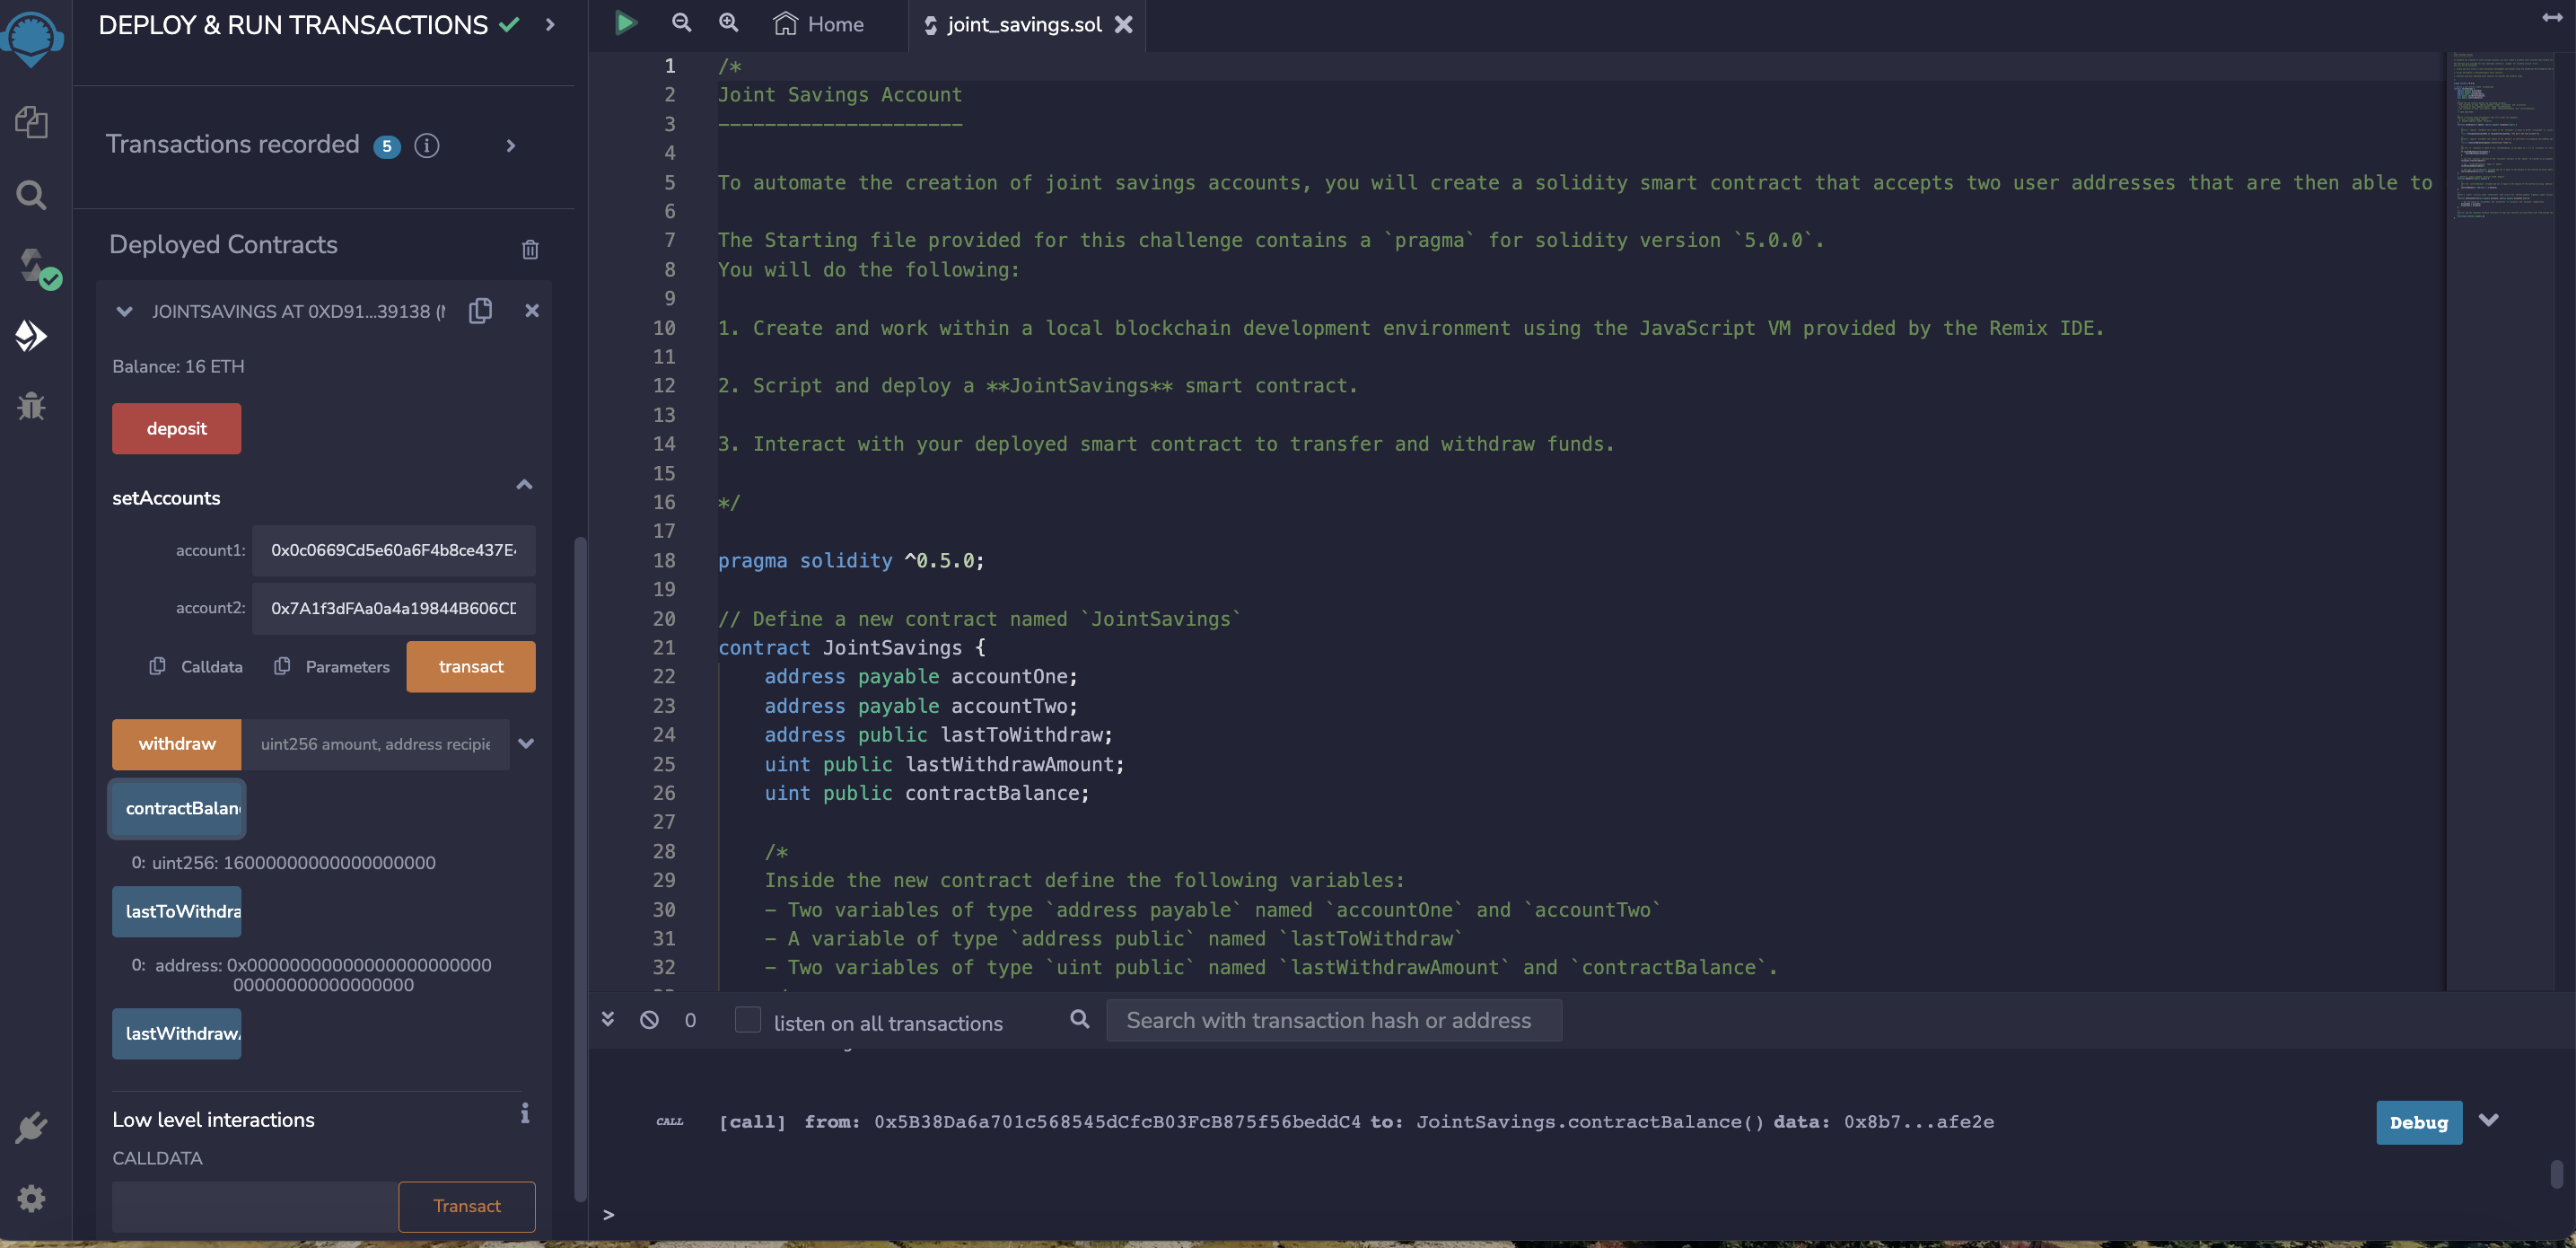 DEPLOY & RUN TRANSACTIONS
Transactions recorded 5
Deployed Contracts
JOINTSAVINGS AT 0XD91...39138 (
Balance: 16 ETH
deposit
setAccounts
account1: 0x0c0669Cd5e60a6F4b8ce437E
account2: 0x7A1f3dFAa0a4a19844B606CD
Calldata Parameters transact
withdraw uint256 amount, address recipie
contractBalan
0: uint256: 16000000000000000000
lastToWithdra
0: address: 0x00000000000000000000000
00000000000000000
lastWithdraw
Low level interactions
CALLDATA
Transact
Home joint_savings.sol
1 /*
2 Joint Savings Account
3 ---------------------
4
5 To automate the creation of joint savings accounts, you will create a solidity smart contract that accepts two user addresses that are then able to
6
7 The Starting file provided for this challenge contains a `pragma` for solidity version `5.0.0`.
8 You will do the following:
9
10 1. Create and work within a local blockchain development environment using the JavaScript VM provided by the Remix IDE.
11
12 2. Script and deploy a **JointSavings** smart contract.
13
14 3. Interact with your deployed smart contract to transfer and withdraw funds.
15
16 */
17
18 pragma solidity ^0.5.0;
19
20 // Define a new contract named `JointSavings`
21 contract JointSavings {
22 address payable accountOne;
23 address payable accountTwo;
24 address public lastToWithdraw;
25 uint public lastWithdrawAmount;
26 uint public contractBalance;
27
28 /*
29 Inside the new contract define the following variables:
30 - Two variables of type `address payable` named `accountOne` and `accountTwo`
31 - A variable of type `address public` named `lastToWithdraw`
32 - Two variables of type `uint public` named `lastWithdrawAmount` and `contractBalance`.
0 listen on all transactions Search with transaction hash or address
CALL [call] from: 0x5B38Da6a701c568545dCfcB03FcB875f56beddC4 to: JointSavings.contractBalance() data: 0x8b7...afe2e Debug
>